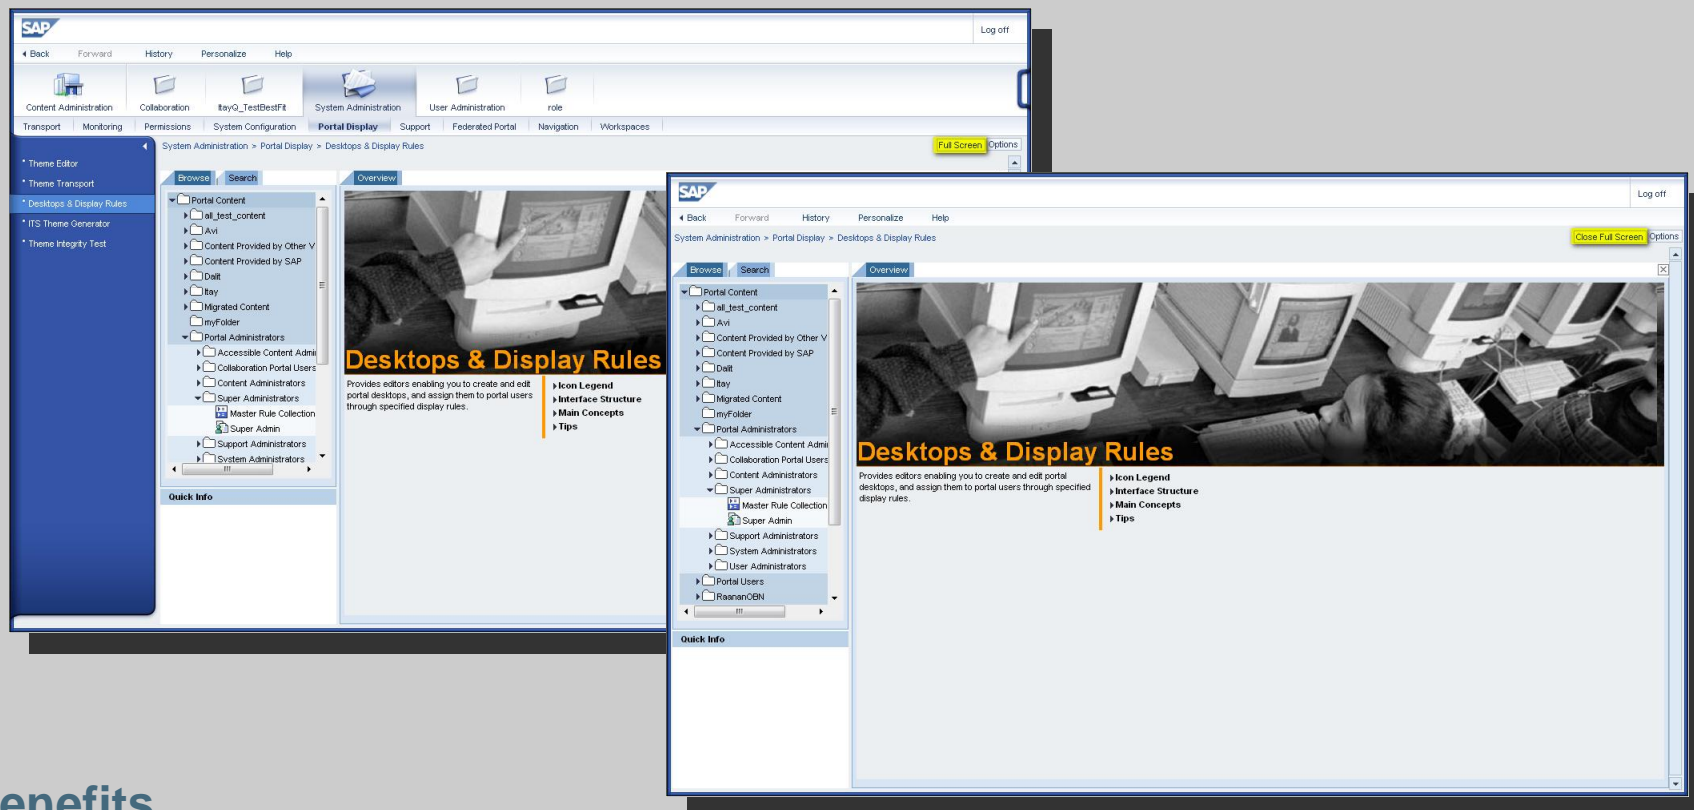 SAP
Log off
Back Forward History Personalize Help
Content Administration Collaboration ItayQ_TestBestFit System Administration User Administration role
Transport Monitoring Permissions System Configuration Portal Display Support Federated Portal Navigation Workspaces
System Administration > Portal Display > Desktops & Display Rules
Full Screen Options
Theme Editor
Theme Transport
Desktops & Display Rules
ITS Theme Generator
Theme Integrity Test
Browse Search
Portal Content
all_test_content
Avi
Content Provided by Other V
Content Provided by SAP
Dalit
Itay
Migrated Content
myFolder
Portal Administrators
Accessible Content Admi
Collaboration Portal Users
Content Administrators
Super Administrators
Master Rule Collection
Super Admin
Support Administrators
System Administrators
Quick Info
Overview
Desktops & Display Rules
Provides editors enabling you to create and edit
portal desktops, and assign them to portal users
through specified display rules.
Icon Legend
Interface Structure
Main Concepts
Tips
SAP
Log off
Back Forward History Personalize Help
System Administration > Portal Display > Desktops & Display Rules
Close Full Screen Options
Browse Search
Portal Content
all_test_content
Avi
Content Provided by Other V
Content Provided by SAP
Dalit
Itay
Migrated Content
myFolder
Portal Administrators
Accessible Content Admi
Collaboration Portal Users
Content Administrators
Super Administrators
Master Rule Collection
Super Admin
Support Administrators
System Administrators
User Administrators
Portal Users
RaananOBN
Quick Info
Overview
Desktops & Display Rules
Provides editors enabling you to create and edit portal
desktops, and assign them to portal users through specified
display rules.
Icon Legend
Interface Structure
Main Concepts
Tips
enefits